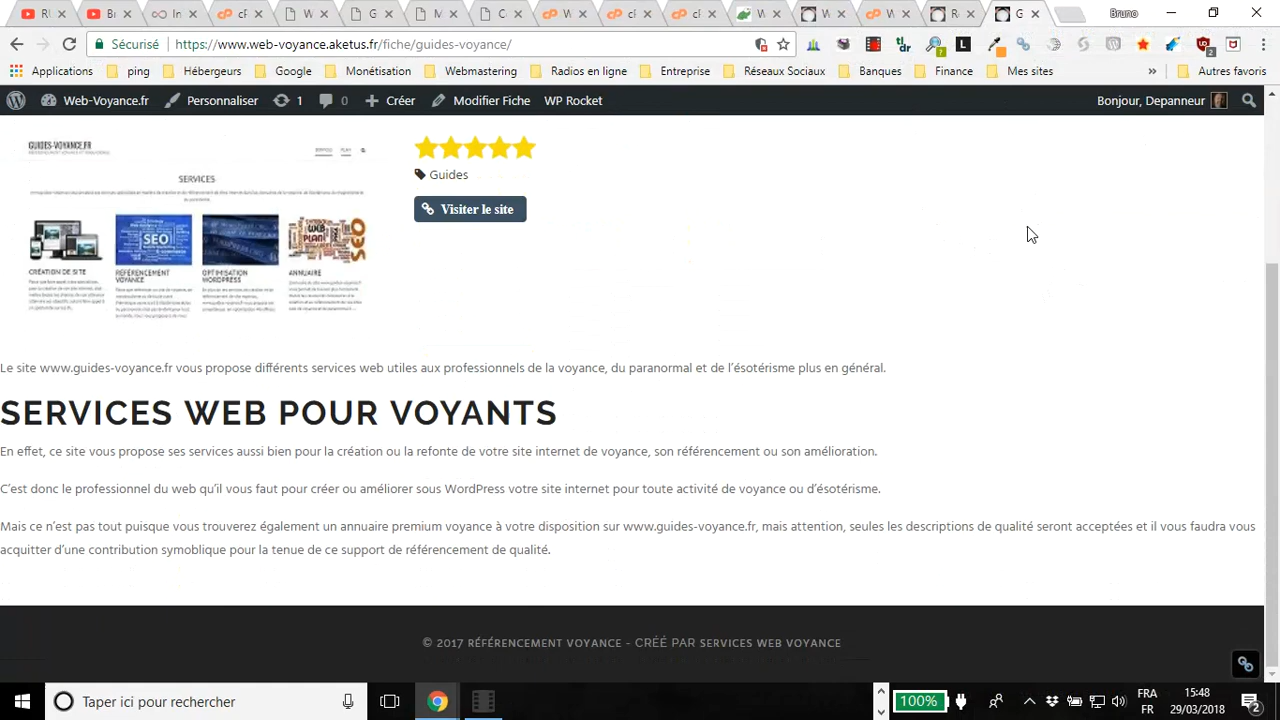 Bruno
Sécurisé https://www.web-voyance.aketus.fr/fiche/guides-voyance/
Applications ping Hébergeurs Google Monétisation Webmastering Radios en ligne Entreprise Réseaux Sociaux Banques Finance Mes sites » Autres favoris
Web-Voyance.fr Personnaliser 1 0 Créer Modifier Fiche WP Rocket Bonjour, Depanneur
GUIDES-VOYANCE.FR
SERVICES
CRÉATION DE SITE
RÉFÉRENCEMENT VOYANCE
OPTIMISATION WORDPRESS
ANNUAIRE
Guides
Visiter le site
Le site www.guides-voyance.fr vous propose différents services web utiles aux professionnels de la voyance, du paranormal et de l’ésotérisme plus en général.
SERVICES WEB POUR VOYANTS
En effet, ce site vous propose ses services aussi bien pour la création ou la refonte de votre site internet de voyance, son référencement ou son amélioration.
C’est donc le professionnel du web qu’il vous faut pour créer ou améliorer sous WordPress votre site internet pour toute activité de voyance ou d’ésotérisme.
Mais ce n’est pas tout puisque vous trouverez également un annuaire premium voyance à votre disposition sur www.guides-voyance.fr, mais attention, seules les descriptions de qualité seront acceptées et il vous faudra vous
acquitter d’une contribution symoblique pour la tenue de ce support de référencement de qualité.
© 2017 RÉFÉRENCEMENT VOYANCE - CRÉÉ PAR SERVICES WEB VOYANCE
Taper ici pour rechercher
100%
FRA
FR
15:48
29/03/2018
2